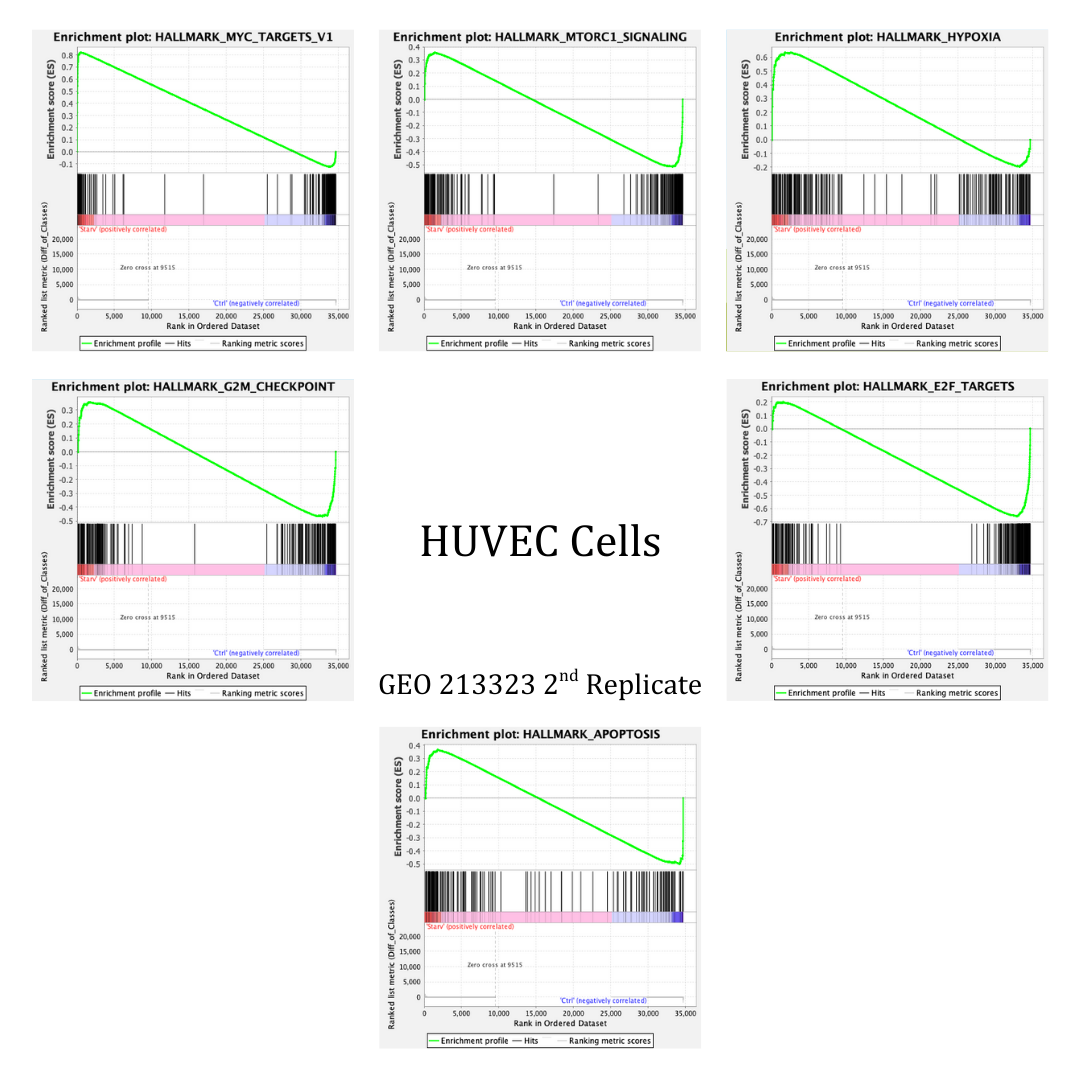 Enrichment plot: HALLMARK_MYC_TARGETS_V1
Enrichment score (ES)
0.8
0.7
0.6
0.5
0.4
0.3
0.2
0.1
0.0
-0.1
Ranked list metric (Diff_of_Classes)
'Starv' (positively correlated)
20,000
15,000
10,000
5,000
0
Zero cross at 9515
'Ctrl' (negatively correlated)
0 5,000 10,000 15,000 20,000 25,000 30,000 35,000
Rank in Ordered Dataset
Enrichment profile Hits Ranking metric scores
Enrichment plot: HALLMARK_MTORC1_SIGNALING
Enrichment score (ES)
0.4
0.3
0.2
0.1
0.0
-0.1
-0.2
-0.3
-0.4
-0.5
Ranked list metric (Diff_of_Classes)
'Starv' (positively correlated)
20,000
15,000
10,000
5,000
0
Zero cross at 9515
'Ctrl' (negatively correlated)
0 5,000 10,000 15,000 20,000 25,000 30,000 35,000
Rank in Ordered Dataset
Enrichment profile Hits Ranking metric scores
Enrichment plot: HALLMARK_HYPOXIA
Enrichment score (ES)
0.6
0.5
0.4
0.3
0.2
0.1
0.0
-0.1
-0.2
Ranked list metric (Diff_of_Classes)
'Starv' (positively correlated)
20,000
15,000
10,000
5,000
0
Zero cross at 9515
'Ctrl' (negatively correlated)
0 5,000 10,000 15,000 20,000 25,000 30,000 35,000
Rank in Ordered Dataset
Enrichment profile Hits Ranking metric scores
Enrichment plot: HALLMARK_G2M_CHECKPOINT
Enrichment score (ES)
0.3
0.2
0.1
0.0
-0.1
-0.2
-0.3
-0.4
-0.5
Ranked list metric (Diff_of_Classes)
'Starv' (positively correlated)
20,000
15,000
10,000
5,000
0
Zero cross at 9515
'Ctrl' (negatively correlated)
0 5,000 10,000 15,000 20,000 25,000 30,000 35,000
Rank in Ordered Dataset
Enrichment profile Hits Ranking metric scores
HUVEC Cells
GEO 213323 2nd Replicate
Enrichment plot: HALLMARK_E2F_TARGETS
Enrichment score (ES)
0.2
0.1
0.0
-0.1
-0.2
-0.3
-0.4
-0.5
-0.6
-0.7
Ranked list metric (Diff_of_Classes)
'Starv' (positively correlated)
20,000
15,000
10,000
5,000
0
Zero cross at 9515
'Ctrl' (negatively correlated)
0 5,000 10,000 15,000 20,000 25,000 30,000 35,000
Rank in Ordered Dataset
Enrichment profile Hits Ranking metric scores
Enrichment plot: HALLMARK_APOPTOSIS
Enrichment score (ES)
0.4
0.3
0.2
0.1
0.0
-0.1
-0.2
-0.3
-0.4
-0.5
Ranked list metric (Diff_of_Classes)
'Starv' (positively correlated)
20,000
15,000
10,000
5,000
0
Zero cross at 9515
'Ctrl' (negatively correlated)
0 5,000 10,000 15,000 20,000 25,000 30,000 35,000
Rank in Ordered Dataset
Enrichment profile Hits Ranking metric scores